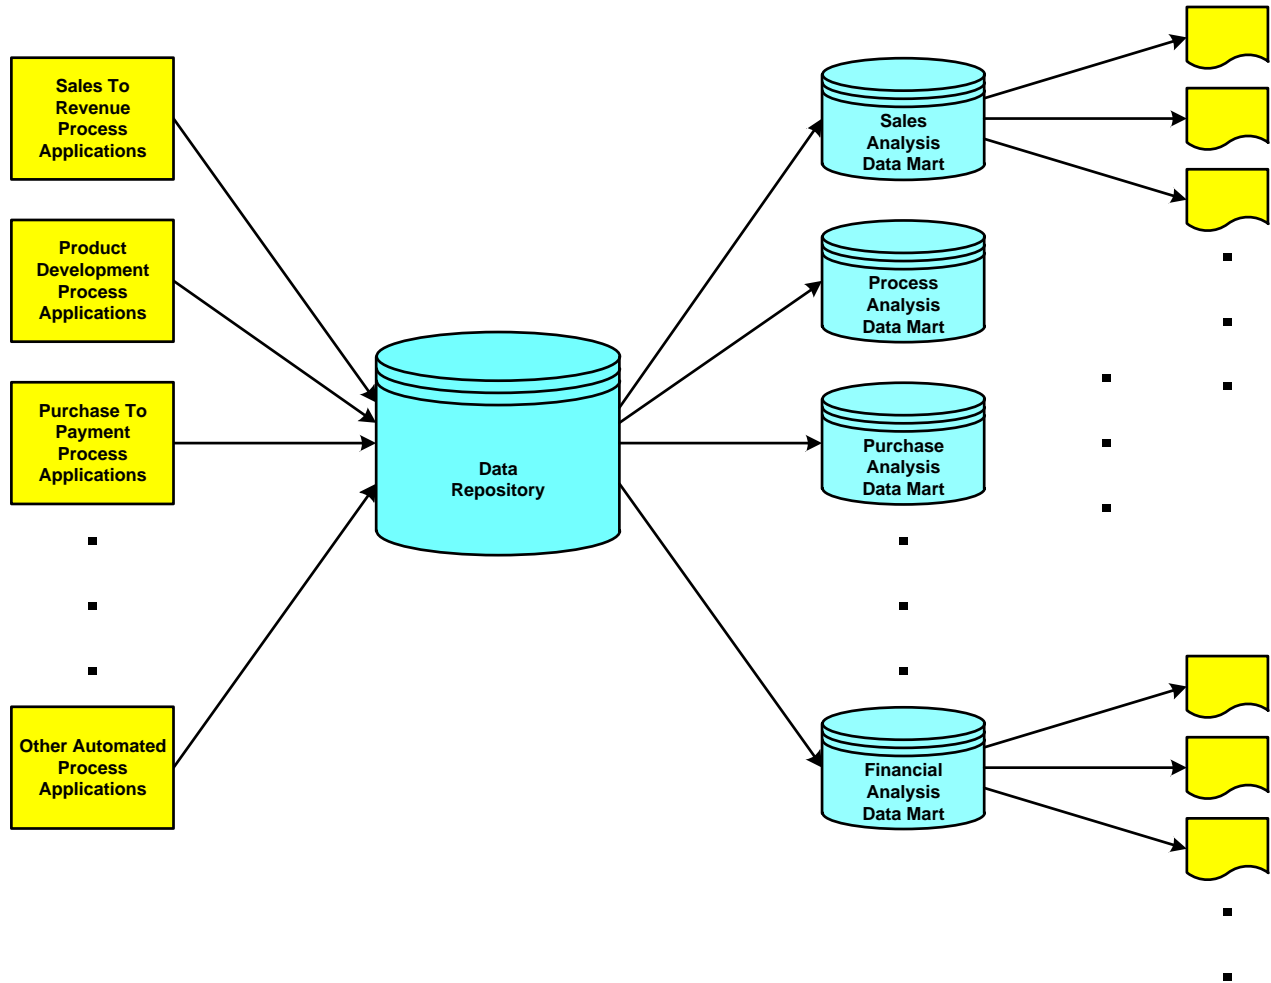 Sales To
Revenue
Process
Applications
Product
Development
Process
Applications
Purchase To
Payment
Process
Applications
Other Automated
Process
Applications
Data
Repository
Sales
Analysis
Data Mart
Process
Analysis
Data Mart
Purchase
Analysis
Data Mart
Financial
Analysis
Data Mart